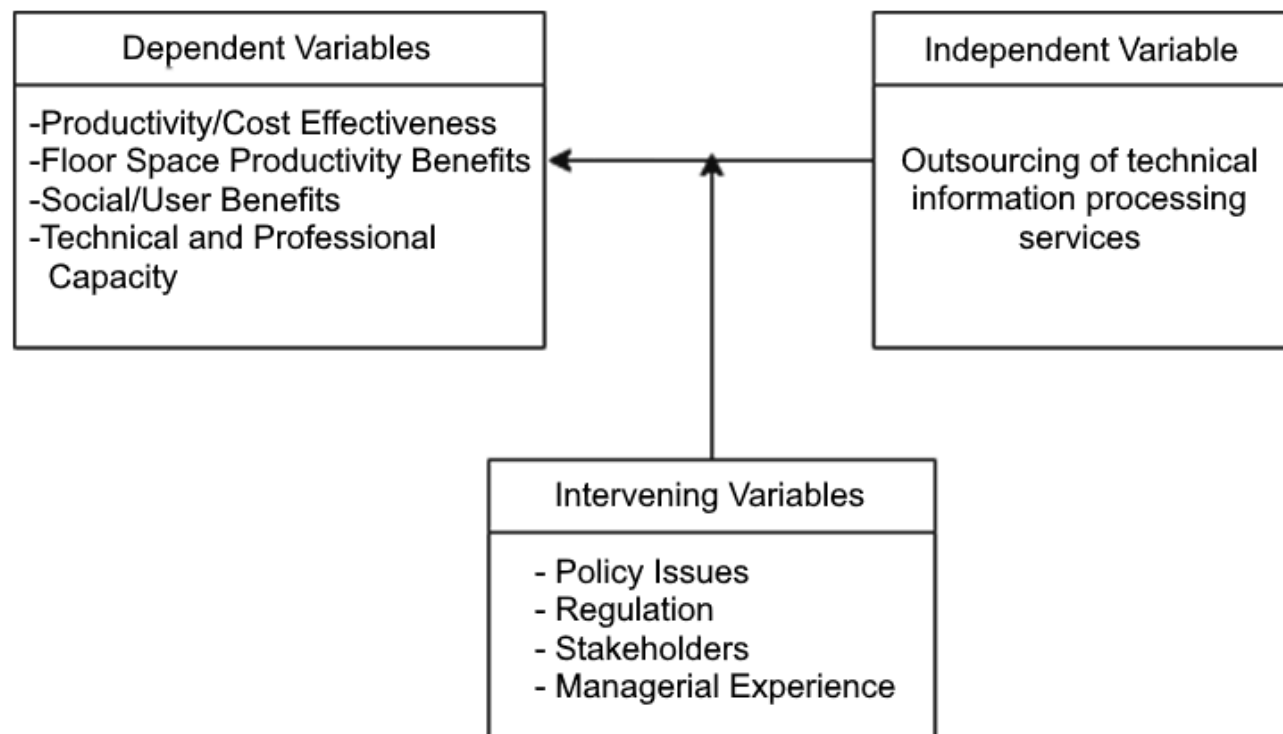 Dependent Variables
-Productivity/Cost Effectiveness
-Floor Space Productivity Benefits
-Social/User Benefits
-Technical and Professional
Capacity
Independent Variable
Outsourcing of technical
information processing
services
Intervening Variables
- Policy Issues
- Regulation
- Stakeholders
- Managerial Experience